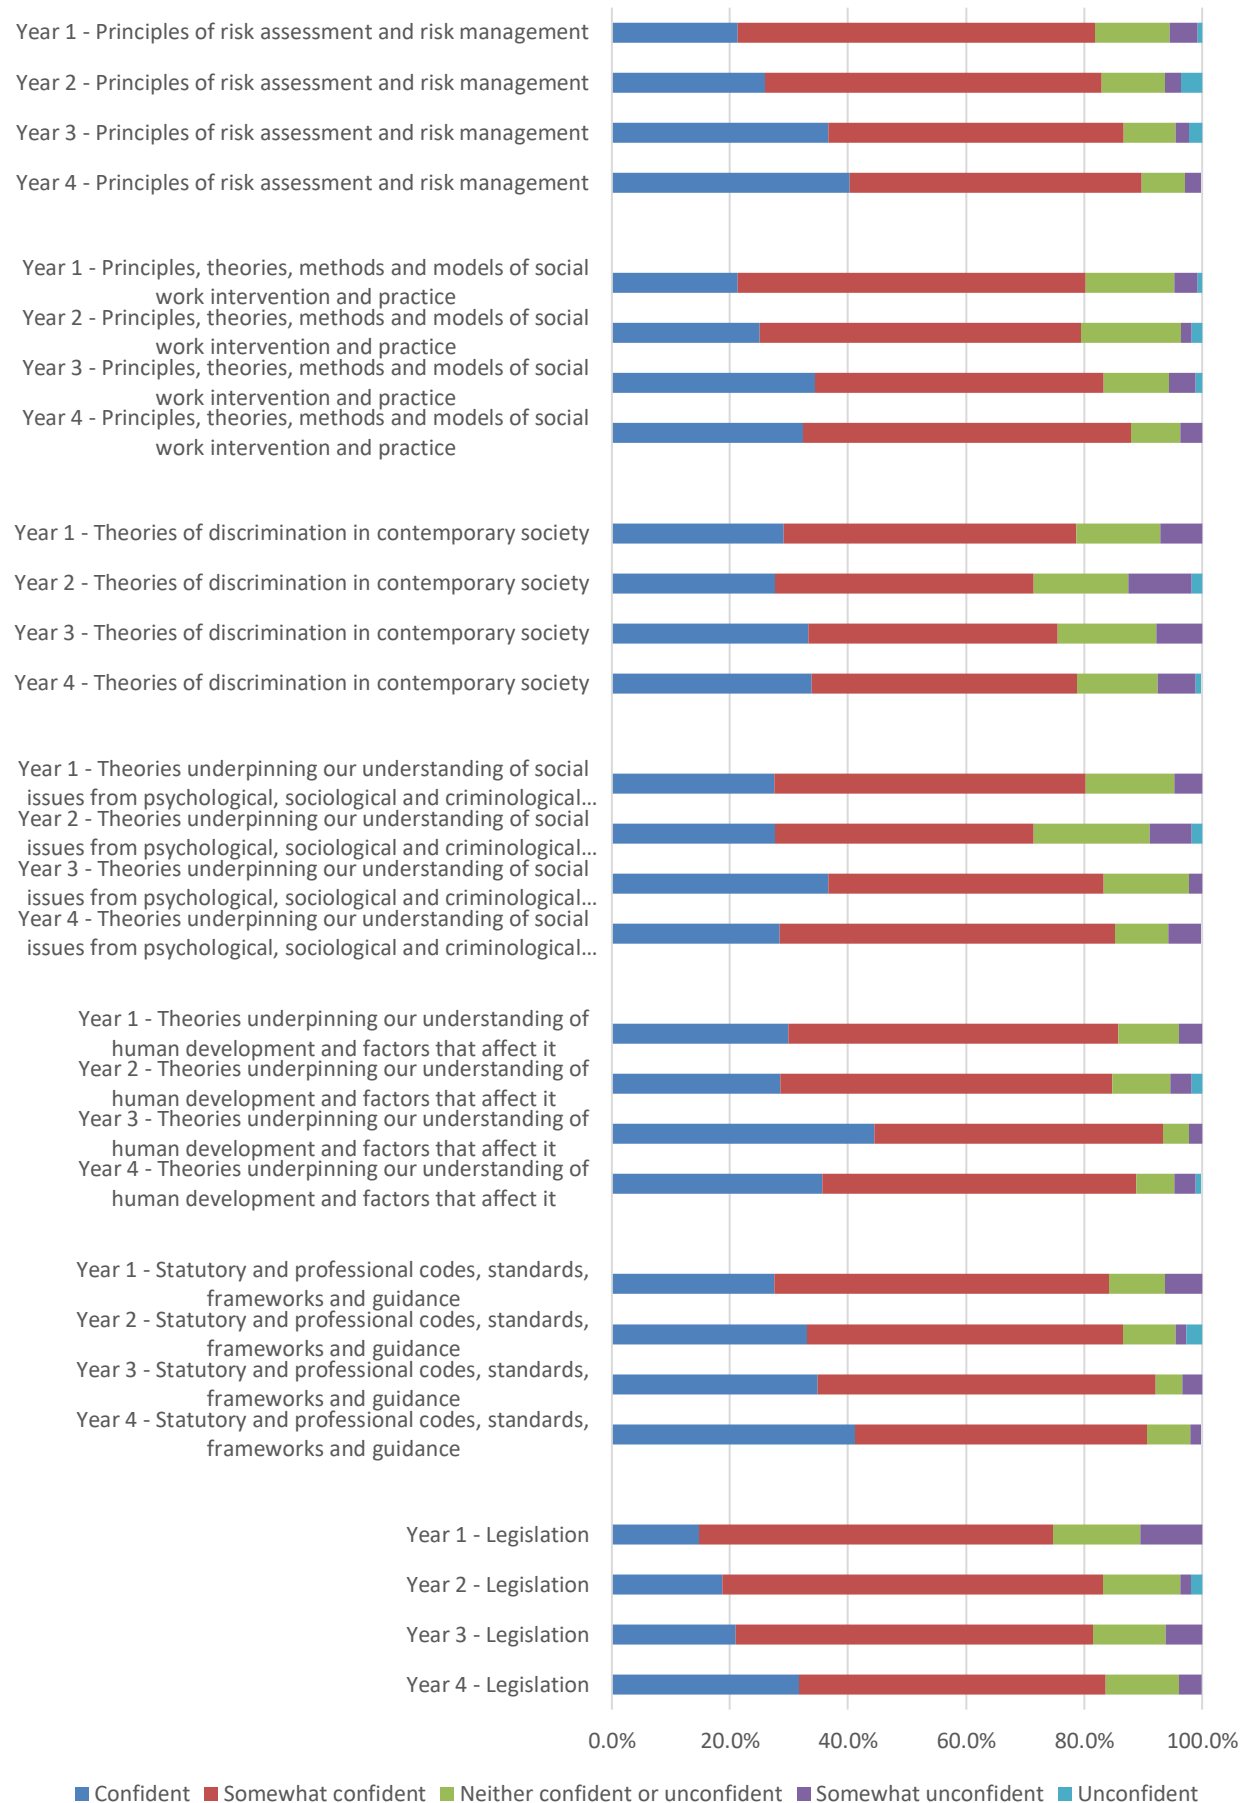 Year 1 - Principles of risk assessment and risk management
Year 2 - Principles of risk assessment and risk management
Year 3 - Principles of risk assessment and risk management
Year 4 - Principles of risk assessment and risk management
Year 1 - Principles, theories, methods and models of social
work intervention and practice
Year 2 - Principles, theories, methods and models of social
work intervention and practice
Year 3 - Principles, theories, methods and models of social
work intervention and practice
Year 4 - Principles, theories, methods and models of social
work intervention and practice
Year 1 - Theories of discrimination in contemporary society
Year 2 - Theories of discrimination in contemporary society
Year 3 - Theories of discrimination in contemporary society
Year 4 - Theories of discrimination in contemporary society
Year 1 - Theories underpinning our understanding of social
issues from psychological, sociological and criminological...
Year 2 - Theories underpinning our understanding of social
issues from psychological, sociological and criminological...
Year 3 - Theories underpinning our understanding of social
issues from psychological, sociological and criminological...
Year 4 - Theories underpinning our understanding of social
issues from psychological, sociological and criminological...
Year 1 - Theories underpinning our understanding of
human development and factors that affect it
Year 2 - Theories underpinning our understanding of
human development and factors that affect it
Year 3 - Theories underpinning our understanding of
human development and factors that affect it
Year 4 - Theories underpinning our understanding of
human development and factors that affect it
Year 1 - Statutory and professional codes, standards,
frameworks and guidance
Year 2 - Statutory and professional codes, standards,
frameworks and guidance
Year 3 - Statutory and professional codes, standards,
frameworks and guidance
Year 4 - Statutory and professional codes, standards,
frameworks and guidance
Year 1 - Legislation
Year 2 - Legislation
Year 3 - Legislation
Year 4 - Legislation
0.0% 20.0% 40.0% 60.0% 80.0% 100.0%
Confident Somewhat confident Neither confident or unconfident Somewhat unconfident Unconfident